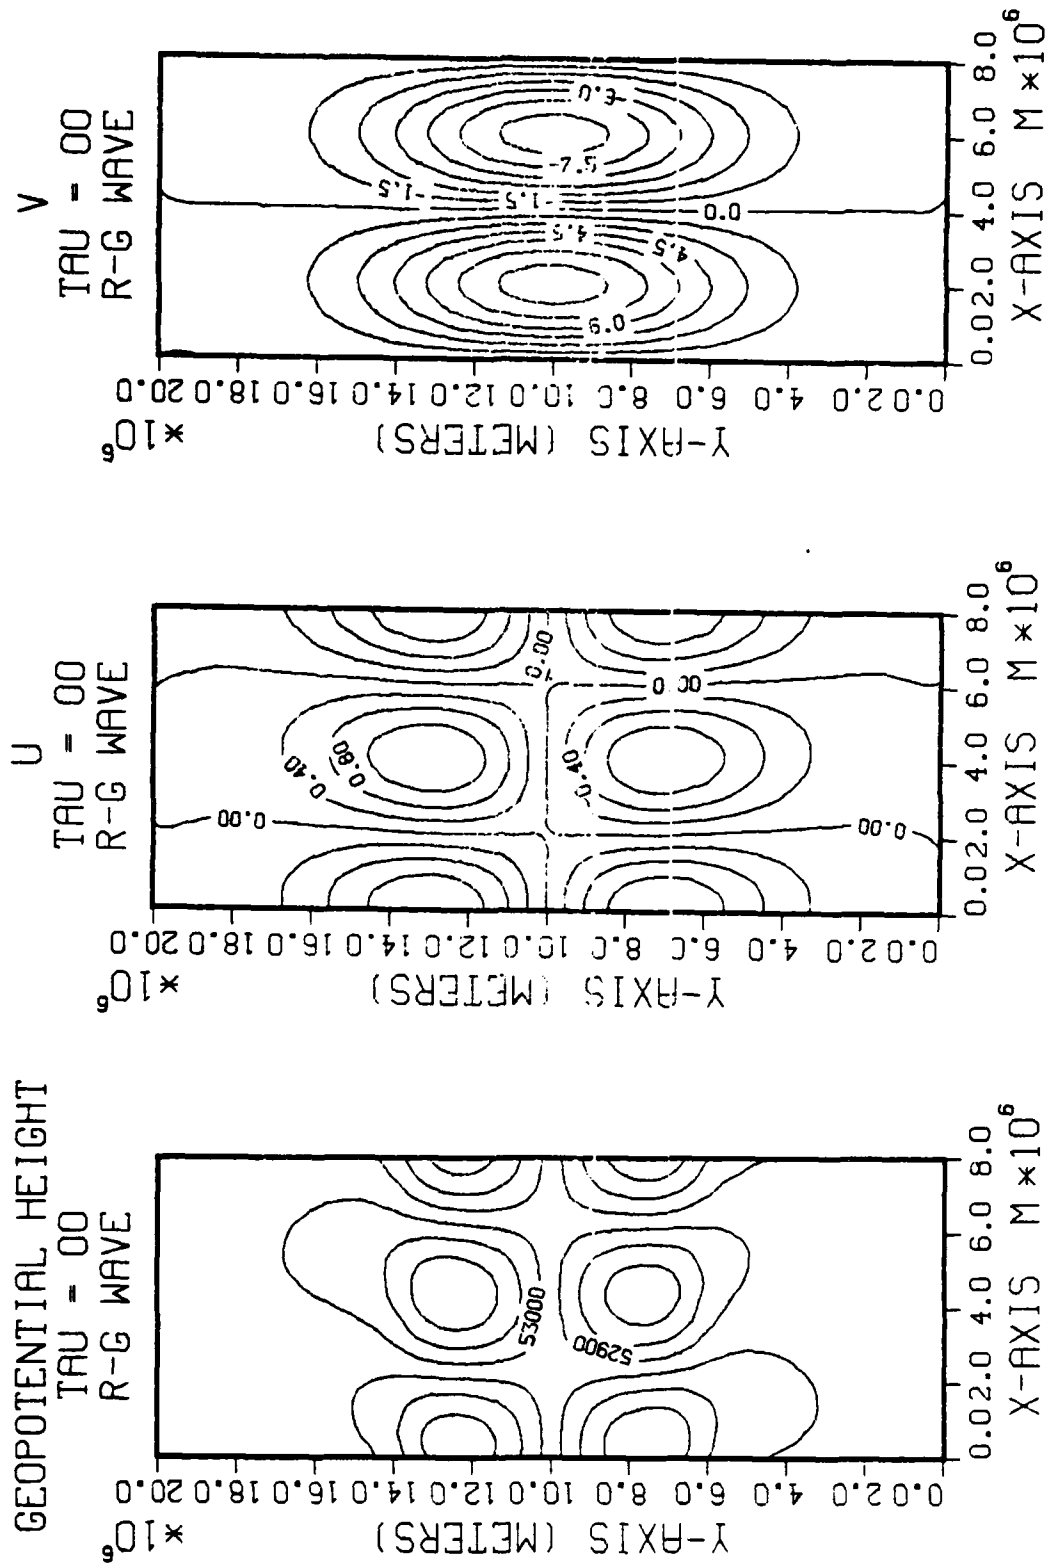 GEOPOTENTIAL HEIGHT
TAU = 00
R-G WAVE
*10⁶
Y-AXIS (METERS)
20.0
18.0
16.0
14.0
12.0
10.0
8.0
6.0
4.0
2.0
0.0
53000
52900
0.0 2.0 4.0 6.0 8.0
X-AXIS M *10⁶
U
TAU = 00
R-G WAVE
*10⁶
Y-AXIS (METERS)
20.0
18.0
16.0
14.0
12.0
10.0
8.0
6.0
4.0
2.0
0.0
0.00
0.40
0.80
0.00
-0.40
0.00
0.00
0.0 2.0 4.0 6.0 8.0
X-AXIS M *10⁶
V
TAU = 00
R-G WAVE
*10⁶
Y-AXIS (METERS)
20.0
18.0
16.0
14.0
12.0
10.0
8.0
6.0
4.0
2.0
0.0
-1.5
-1.5
-7.5
-6.0
4.5
4.5
6.0
0.0
0.0 2.0 4.0 6.0 8.0
X-AXIS M *10⁶